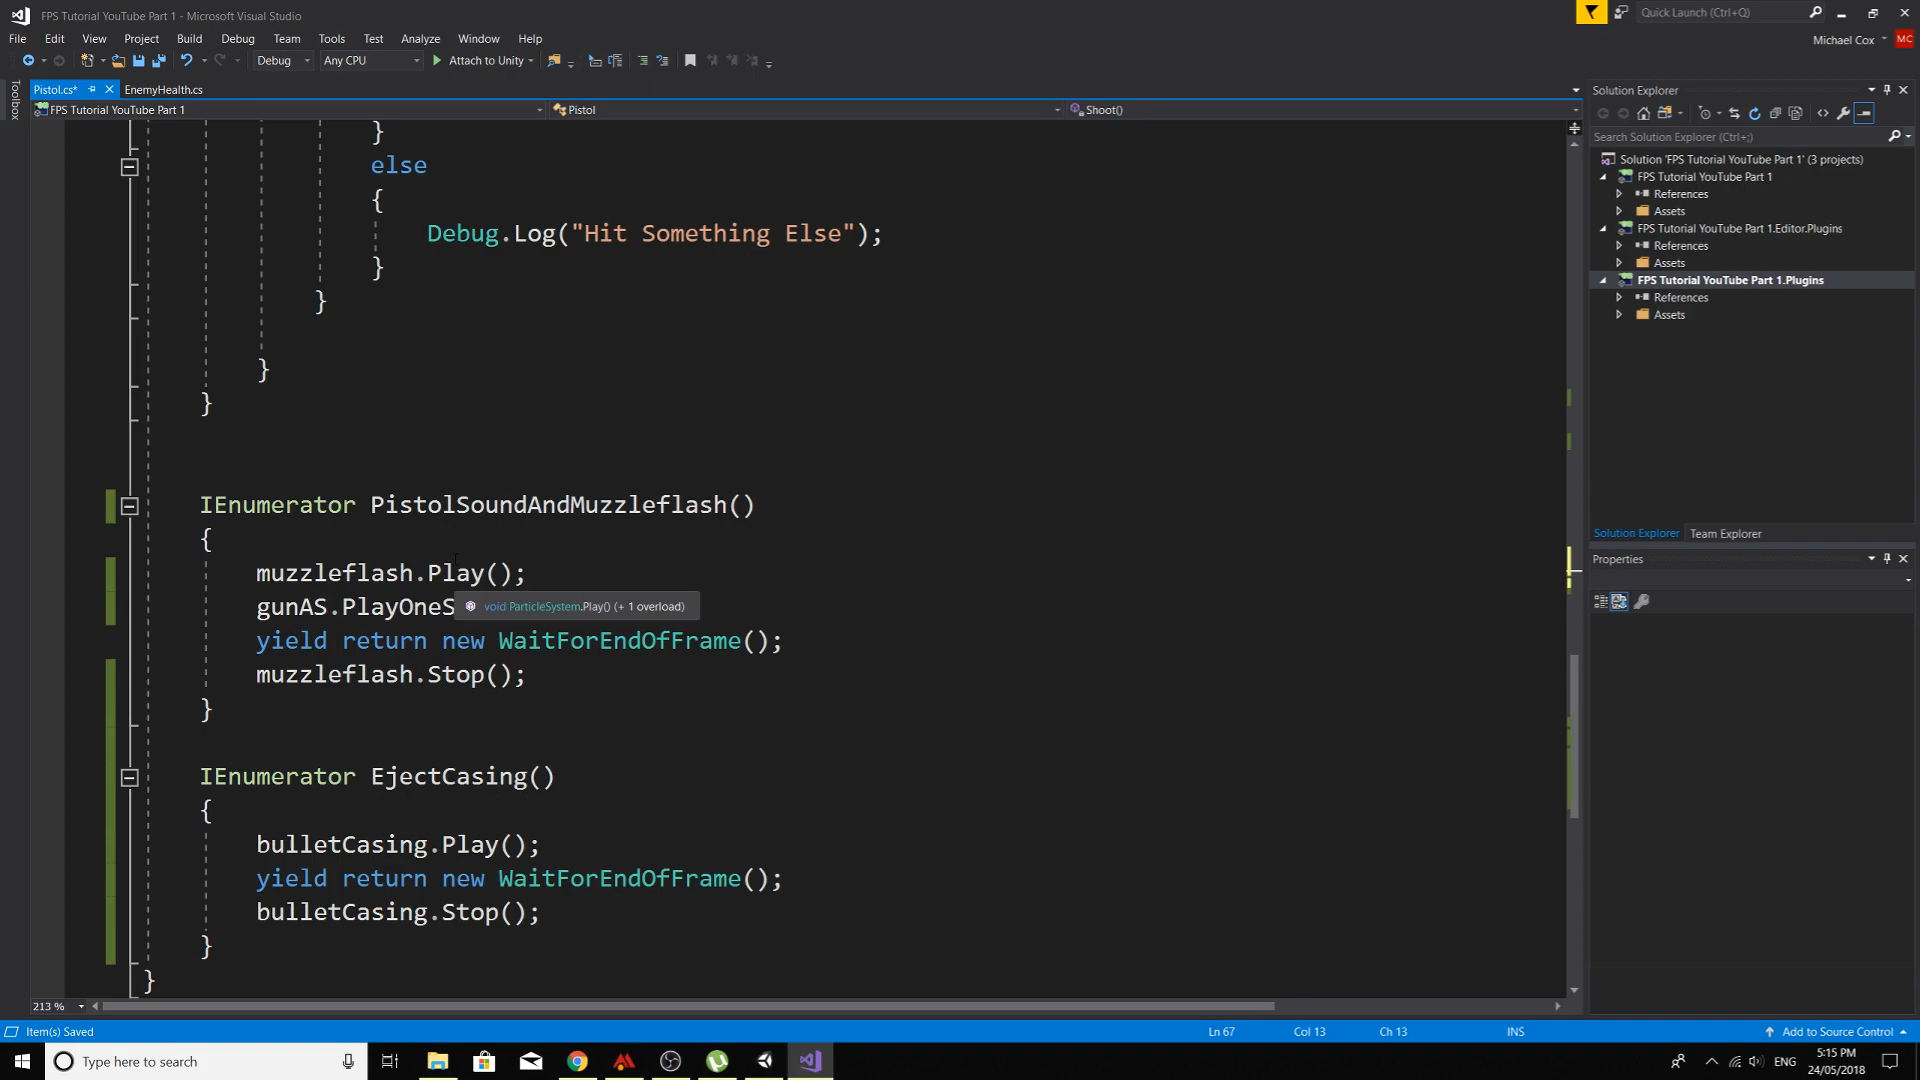 FPS Tutorial YouTube Part 1 - Microsoft Visual Studio
Quick Launch (Ctrl+Q)
File Edit View Project Build Debug Team Tools Test Analyze Window Help
Michael Cox MC
Debug Any CPU Attach to Unity
Toolbox
Pistol.cs* EnemyHealth.cs
FPS Tutorial YouTube Part 1 Pistol Shoot()
}
else
{
Debug.Log("Hit Something Else");
}
}
}
}
IEnumerator PistolSoundAndMuzzleflash()
{
muzzleflash.Play();
gunAS.PlayOneS
void ParticleSystem.Play() (+ 1 overload)
yield return new WaitForEndOfFrame();
muzzleflash.Stop();
}
IEnumerator EjectCasing()
{
bulletCasing.Play();
yield return new WaitForEndOfFrame();
bulletCasing.Stop();
}
}
213 %
Solution Explorer
Search Solution Explorer (Ctrl+;)
Solution 'FPS Tutorial YouTube Part 1' (3 projects)
FPS Tutorial YouTube Part 1
References
Assets
FPS Tutorial YouTube Part 1.Editor.Plugins
References
Assets
FPS Tutorial YouTube Part 1.Plugins
References
Assets
Solution Explorer Team Explorer
Properties
Item(s) Saved
Ln 67 Col 13 Ch 13 INS
Add to Source Control
Type here to search
ENG
5:15 PM
24/05/2018